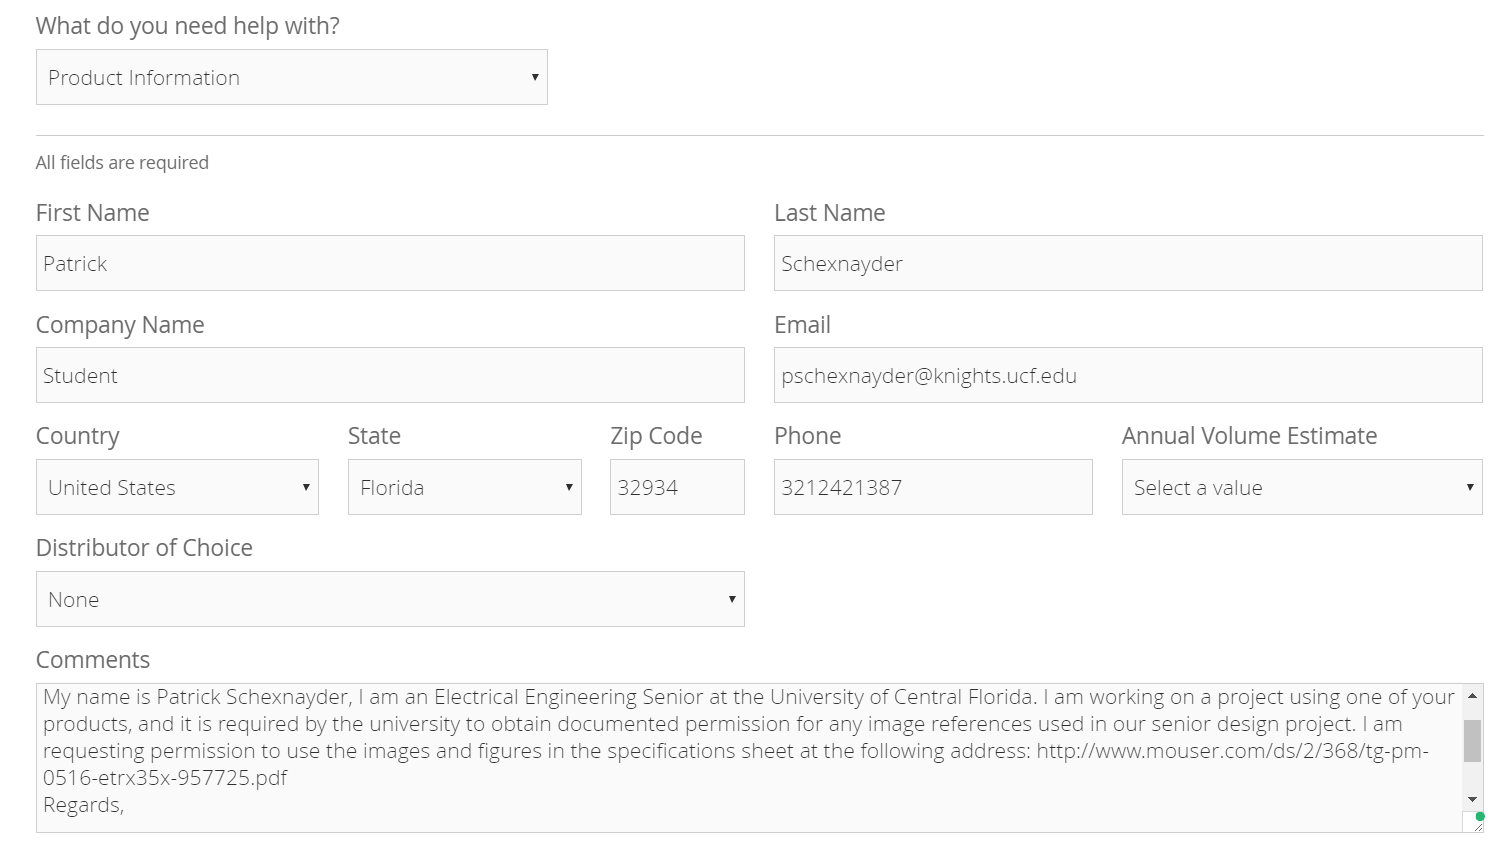 What do you need help with?
Product Information
All fields are required
First Name
Last Name
Patrick
Schexnayder
Company Name
Email
Student
pschexnayder@knights.ucf.edu
Country
State
Zip Code
Phone
Annual Volume Estimate
United States
Florida
32934
3212421387
Select a value
Distributor of Choice
None
Comments
My name is Patrick Schexnayder, I am an Electrical Engineering Senior at the University of Central Florida. I am working on a project using one of your
products, and it is required by the university to obtain documented permission for any image references used in our senior design project. I am
requesting permission to use the images and figures in the specifications sheet at the following address: http://www.mouser.com/ds/2/368/tg-pm-
0516-etrx35x-957725.pdf
Regards,